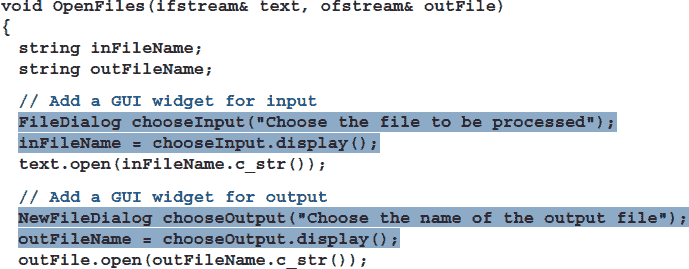 void OpenFiles(ifstream& text, ofstream& outFile)
{
  string inFileName;
  string outFileName;
  // Add a GUI widget for input
  FileDialog chooseInput("Choose the file to be processed");
  inFileName = chooseInput.display();
  text.open(inFileName.c_str());
  // Add a GUI widget for output
  NewFileDialog chooseOutput("Choose the name of the output file");
  outFileName = chooseOutput.display();
  outFile.open(outFileName.c_str());